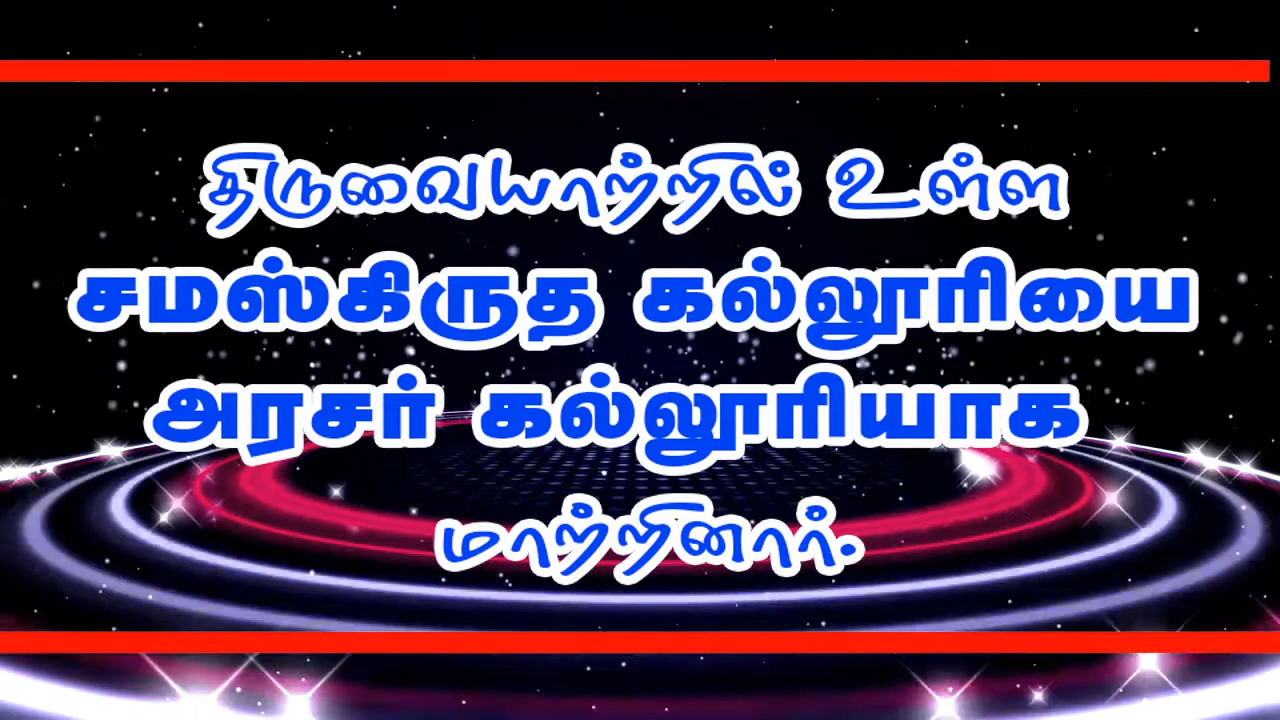 திருவையாற்றில் உள்ள
சமஸ்கிருத கல்லூரியை
அரசர் கல்லூரியாக
மாற்றினார்.